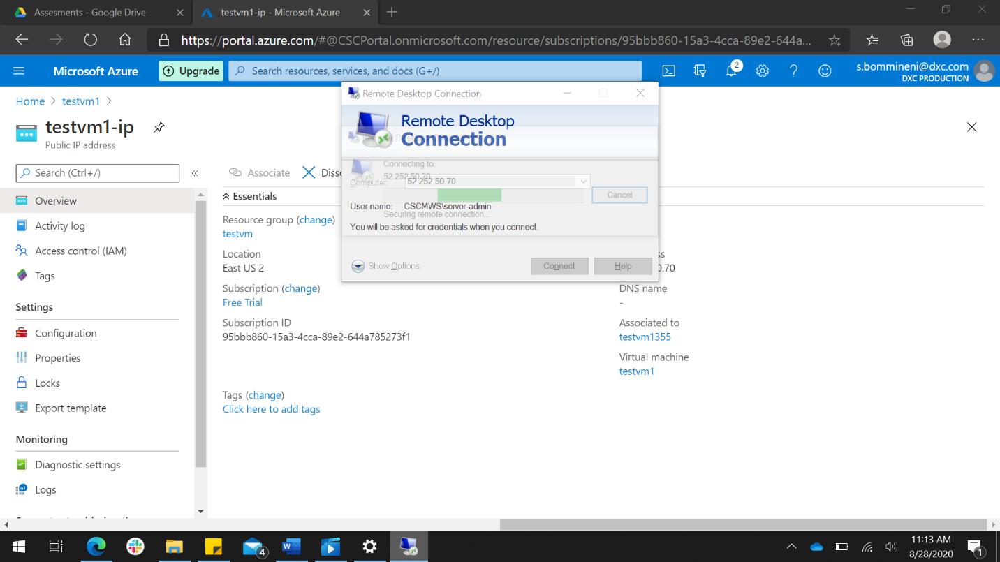 Assesments - Google Drive
testvm1-ip - Microsoft Azure
https://portal.azure.com/#@CSCPortal.onmicrosoft.com/resource/subscriptions/95bbb860-15a3-4cca-89e2-644a...
Microsoft Azure
Upgrade
Search resources, services, and docs (G+/)
2
s.bommineni@dxc.com
DXC PRODUCTION
Home > testvm1 >
testvm1-ip
Public IP address
Search (Ctrl+/)
«
Overview
Activity log
Access control (IAM)
Tags
Settings
Configuration
Properties
Locks
Export template
Monitoring
Diagnostic settings
Logs
Associate
Disso
Essentials
Resource group (change)
testvm
Location
East US 2
Subscription (change)
Free Trial
Subscription ID
95bbb860-15a3-4cca-89e2-644a785273f1
Tags (change)
Click here to add tags
ss
0.70
DNS name
-
Associated to
testvm1355
Virtual machine
testvm1
Remote Desktop Connection
Remote Desktop
Connection
Connecting to:
52.252.50.70
Computer:
52.252.50.70
Cancel
User name: CSCMWS\server-admin
Securing remote connection...
You will be asked for credentials when you connect.
Show Options
Connect
Help
4
11:13 AM
8/28/2020
1